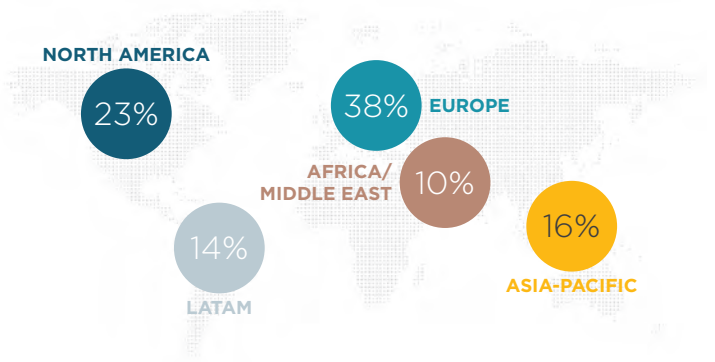 NORTH AMERICA
23%
38%
EUROPE
AFRICA/
MIDDLE EAST
10%
14%
LATAM
16%
ASIA-PACIFIC